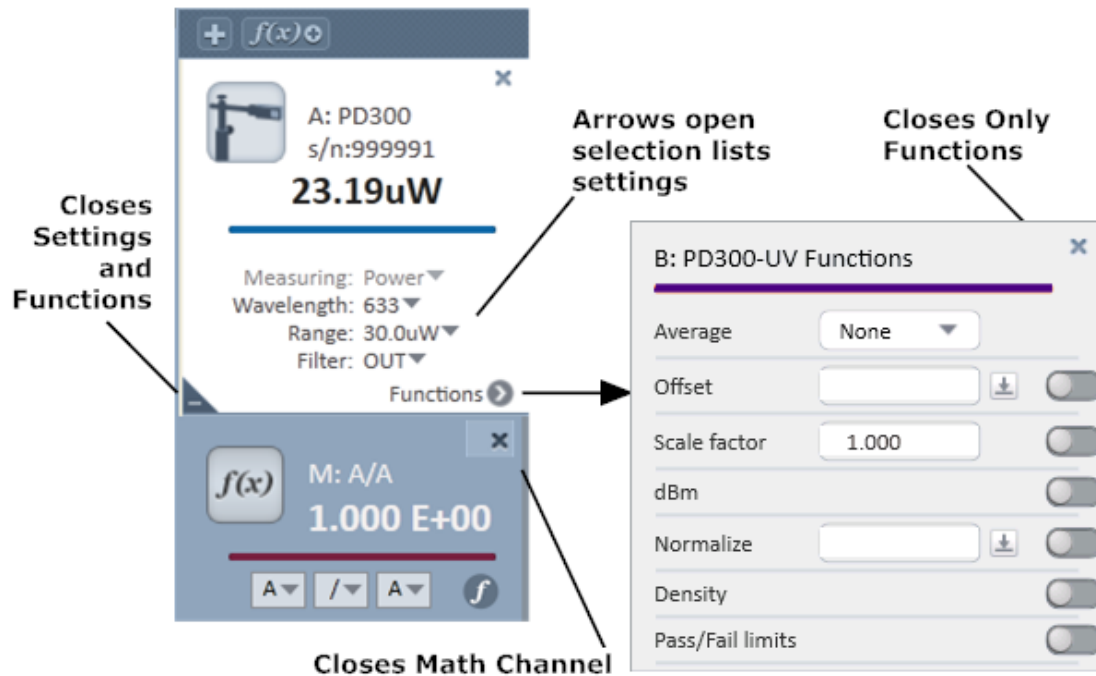 f(x)
A: PD300
s/n:999991
23.19uW
Measuring: Power
Wavelength: 633
Range: 30.0uW
Filter: OUT
Functions
f(x)
M: A/A
1.000 E+00
A / A f
Closes
Settings
and
Functions
Arrows open
selection lists
settings
Closes Only
Functions
B: PD300-UV Functions
Average None
Offset
Scale factor 1.000
dBm
Normalize
Density
Pass/Fail limits
Closes Math Channel